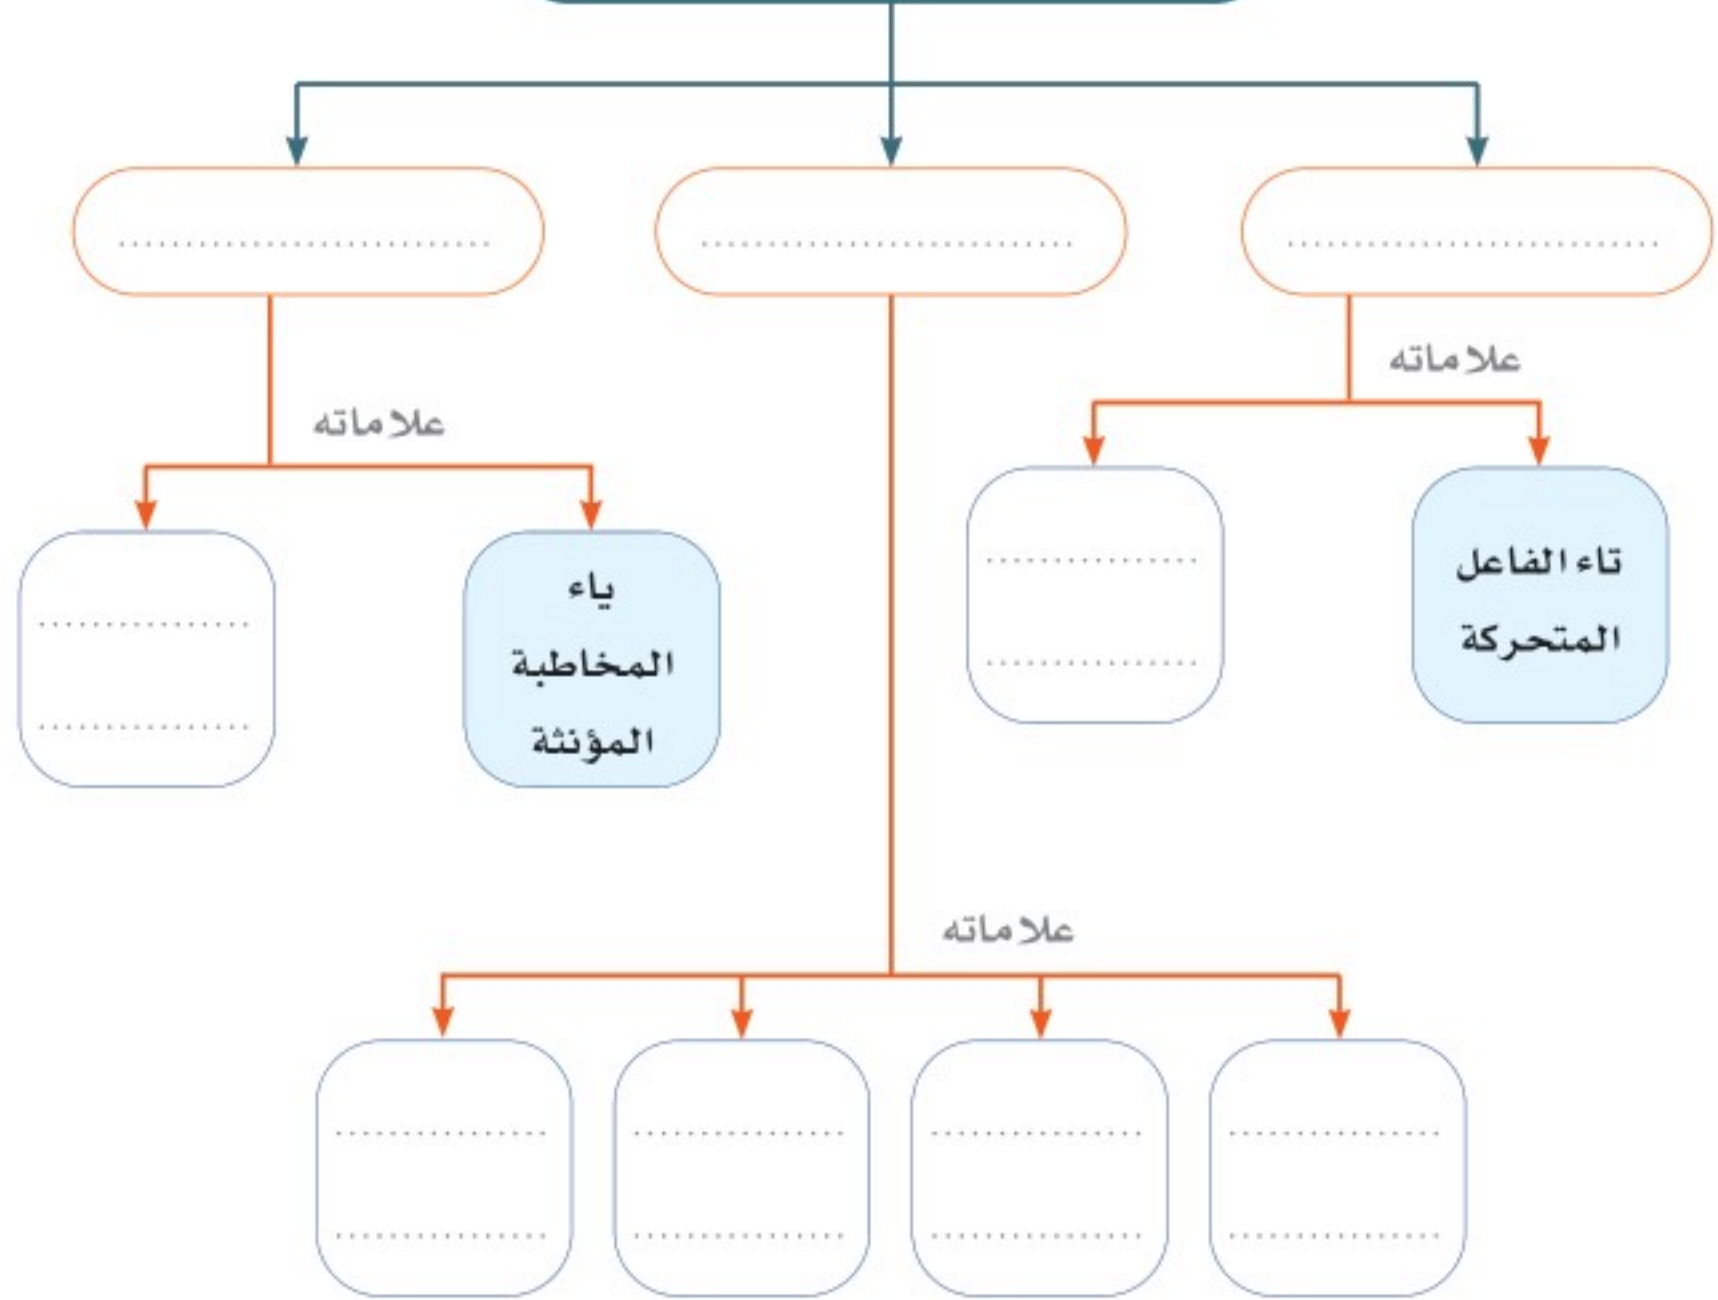 علاماته
علاماته
تاء الفاعل
المتحركة
ياء
المخاطبة
المؤنثة
علاماته